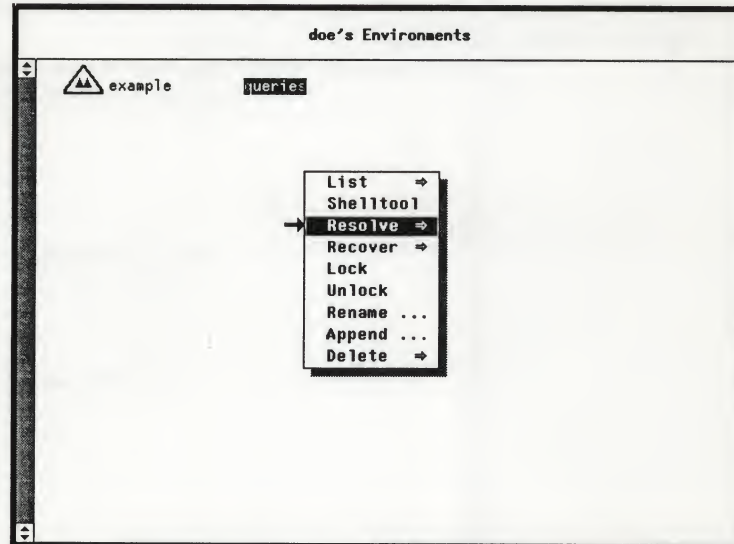 doe's Environments
example queries
List ⇒
Shelltool
Resolve ⇒
Recover ⇒
Lock
Unlock
Rename ...
Append ...
Delete ⇒